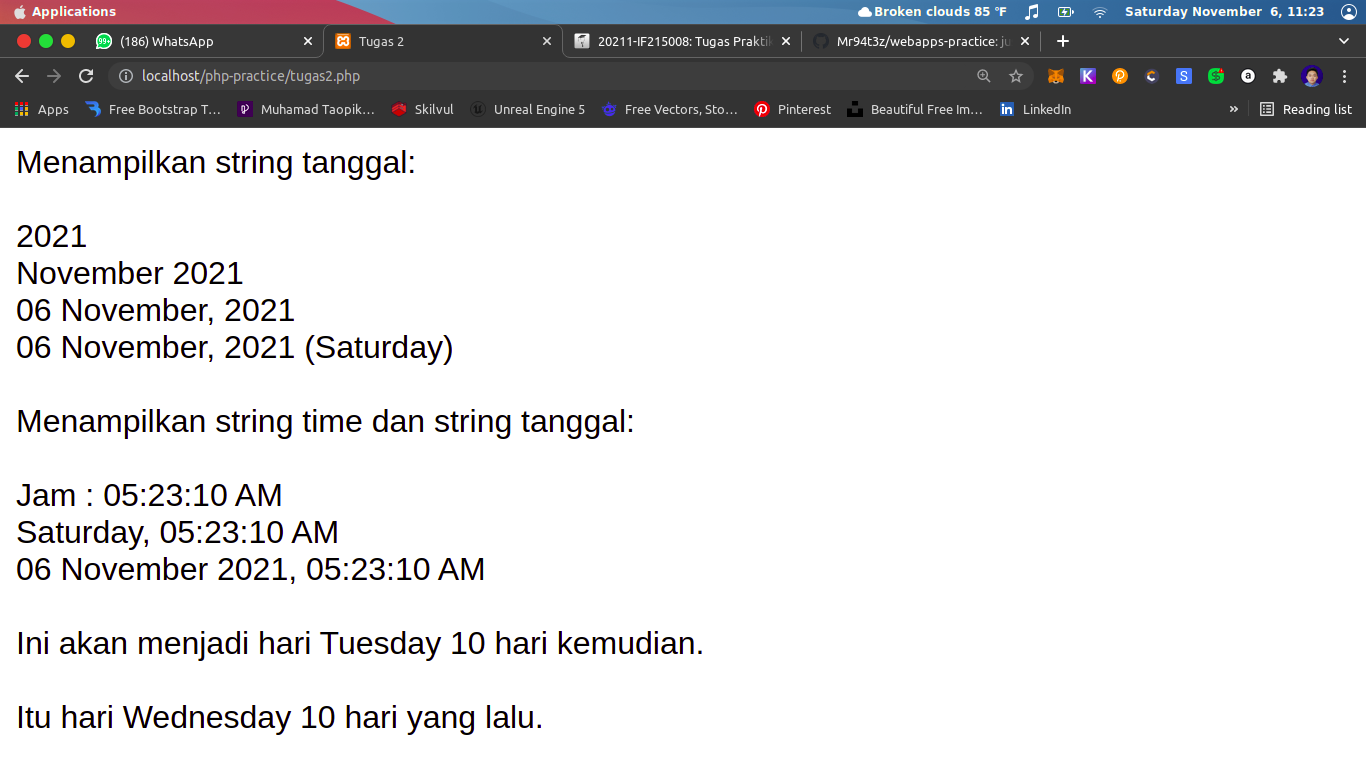 Applications
Broken clouds 85 °F
Saturday November 6, 11:23
(186) WhatsApp
Tugas 2
20211-IF215008: Tugas Prakti
Mr94t3z/webapps-practice: ju
localhost/php-practice/tugas2.php
Apps
Free Bootstrap T...
Muhamad Taopik...
Skilvul
Unreal Engine 5
Free Vectors, Sto...
Pinterest
Beautiful Free Im...
LinkedIn
»
Reading list
Menampilkan string tanggal:
2021
November 2021
06 November, 2021
06 November, 2021 (Saturday)
Menampilkan string time dan string tanggal:
Jam : 05:23:10 AM
Saturday, 05:23:10 AM
06 November 2021, 05:23:10 AM
Ini akan menjadi hari Tuesday 10 hari kemudian.
Itu hari Wednesday 10 hari yang lalu.